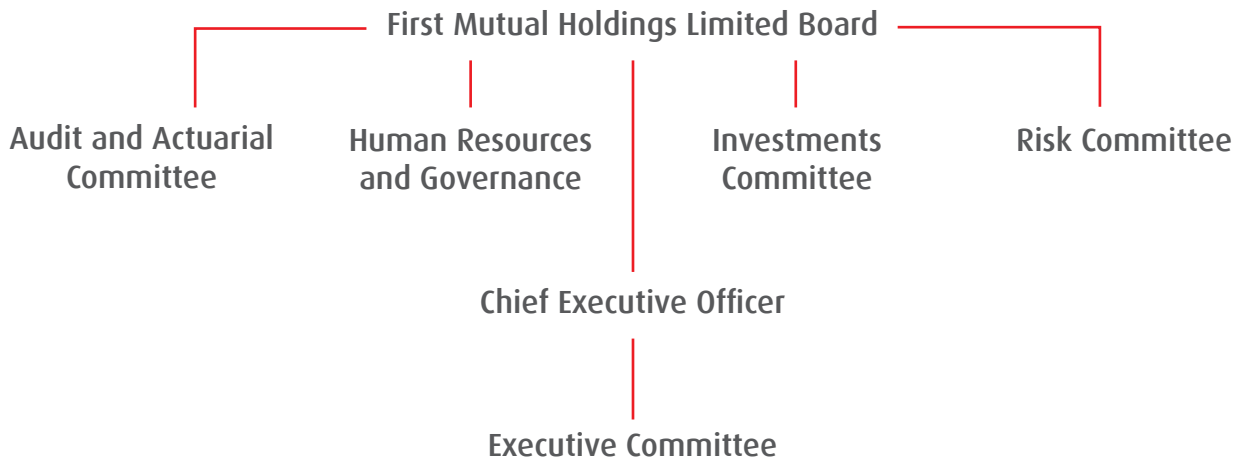 First Mutual Holdings Limited Board
Audit and Actuarial
Committee
Human Resources
and Governance
Investments
Committee
Risk Committee
Chief Executive Officer
Executive Committee